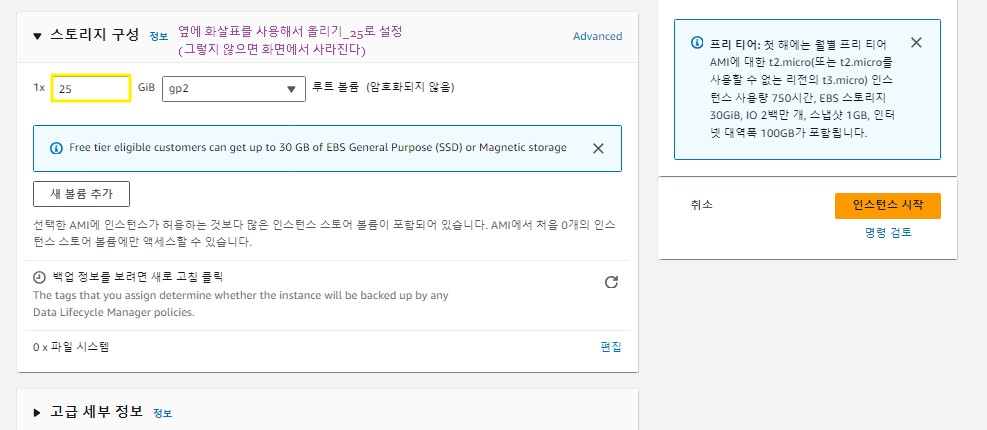 ▼ 스토리지 구성 정보 옆에 화살표를 사용해서 올리기_25로 설정
(그렇지 않으면 화면에서 사라진다)
Advanced
1x 25 GiB gp2 루트 볼륨 (암호화되지 않음)
Free tier eligible customers can get up to 30 GB of EBS General Purpose (SSD) or Magnetic storage
새 볼륨 추가
선택한 AMI에 인스턴스가 허용하는 것보다 많은 인스턴스 스토어 볼륨이 포함되어 있습니다. AMI에서 처음 0개의 인스
턴스 스토어 볼륨에만 액세스할 수 있습니다.
백업 정보를 보려면 새로 고침 클릭
The tags that you assign determine whether the instance will be backed up by any
Data Lifecycle Manager policies.
0 x 파일 시스템 편집
▶ 고급 세부 정보 정보
프리 티어: 첫 해에는 월별 프리 티어
AMI에 대한 t2.micro(또는 t2.micro를
사용할 수 없는 리전의 t3.micro) 인스
턴스 사용량 750시간, EBS 스토리지
30GiB, IO 2백만 개, 스냅샷 1GB, 인터
넷 대역폭 100GB가 포함됩니다.
취소 인스턴스 시작
명령 검토